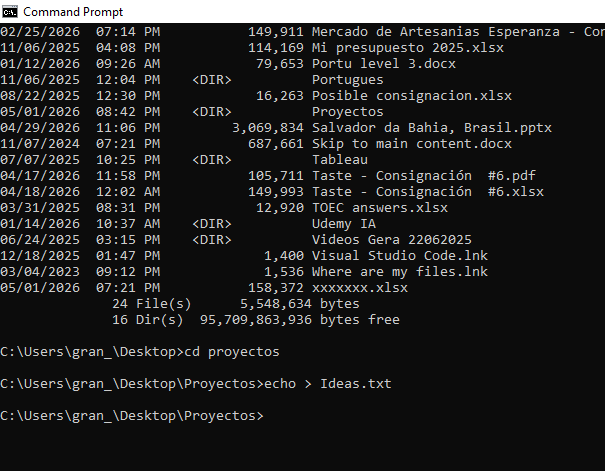 Command Prompt
02/25/2026  07:14 PM           149,911 Mercado de Artesanias Esperanza - Con
11/06/2025  04:08 PM           114,169 Mi presupuesto 2025.xlsx
01/12/2026  09:26 AM            79,653 Portu level 3.docx
11/06/2025  12:04 PM    <DIR>          Portugues
08/22/2025  12:30 PM            16,263 Posible consignacion.xlsx
05/01/2026  08:42 PM    <DIR>          Proyectos
04/29/2026  11:06 PM         3,069,834 Salvador da Bahia, Brasil.pptx
11/07/2024  07:21 PM           687,661 Skip to main content.docx
07/07/2025  10:25 PM    <DIR>          Tableau
04/17/2026  11:58 PM           105,711 Taste - Consignación  #6.pdf
04/18/2026  12:02 AM           149,993 Taste - Consignación  #6.xlsx
03/31/2025  08:31 PM            12,920 TOEC answers.xlsx
01/14/2026  10:37 AM    <DIR>          Udemy IA
06/24/2025  03:15 PM    <DIR>          Videos Gera 22062025
12/18/2025  01:47 PM             1,400 Visual Studio Code.lnk
03/04/2023  09:12 PM             1,536 Where are my files.lnk
05/01/2026  07:21 PM           158,372 xxxxxxx.xlsx
24 File(s)      5,548,634 bytes
16 Dir(s)  95,709,863,936 bytes free
C:\Users\gran_\Desktop>cd proyectos
C:\Users\gran_\Desktop\Proyectos>echo > Ideas.txt
C:\Users\gran_\Desktop\Proyectos>